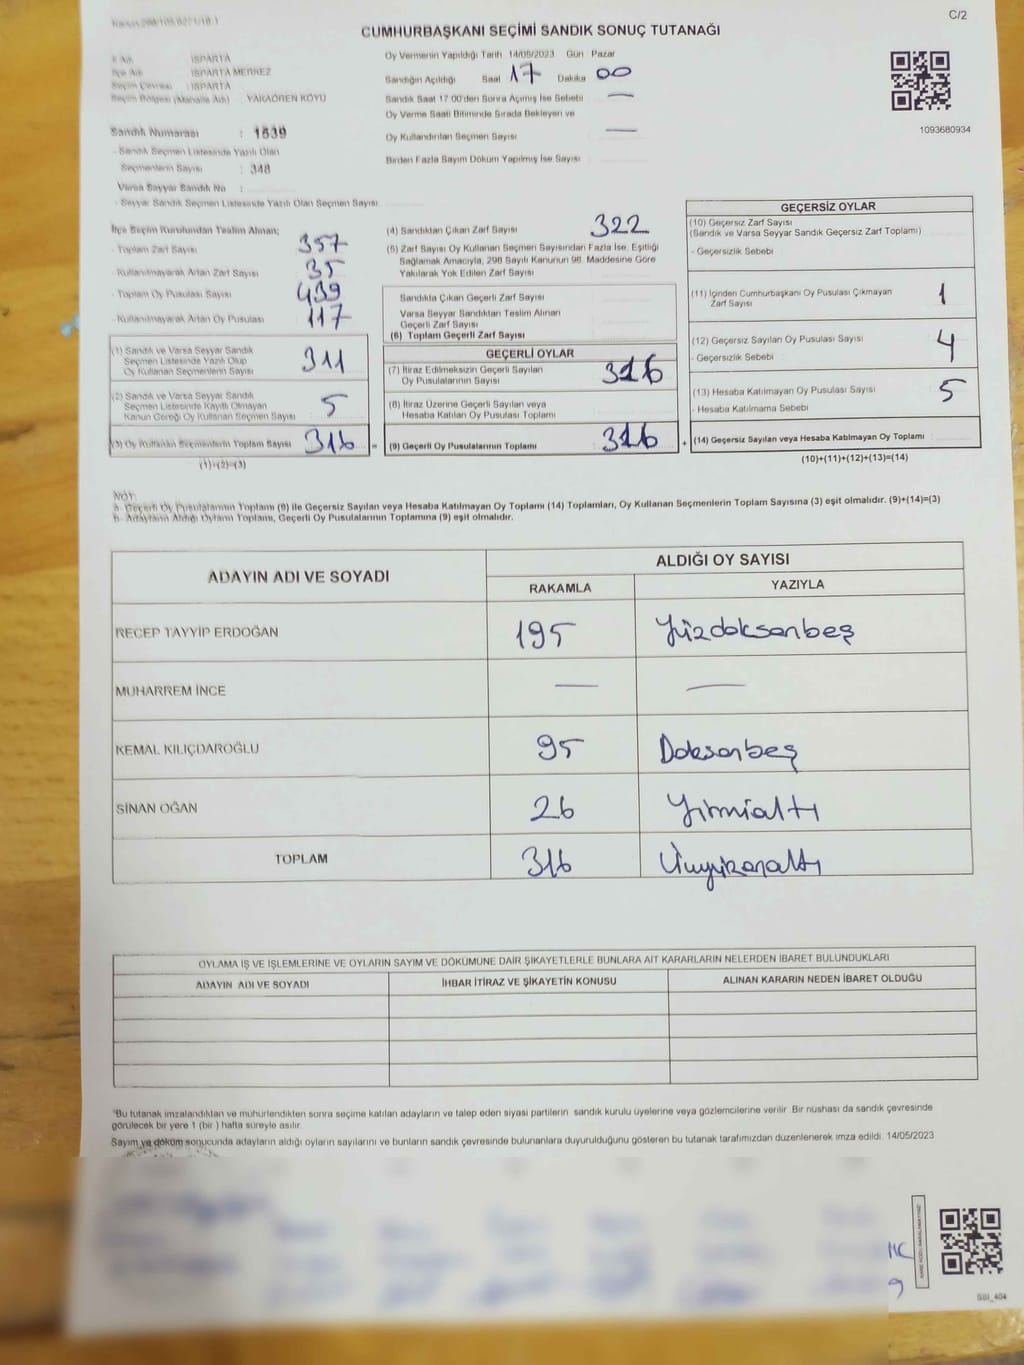 C/2
CUMHURBAŞKANI SEÇİMİ SANDIK SONUÇ TUTANAĞI
İl Adı : ISPARTA
İlçe Adı : ISPARTA MERKEZ
Seçim Çevresi : ISPARTA
Seçim Bölgesi (Mahalle Adı) YAKAÖREN KÖYÜ
Sandık Numarası : 1539
- Sandık Seçmen Listesinde Yazılı Olan
Seçmenlerin Sayısı : 348
Varsa Seyyar Sandık No :
- Seyyar Sandık Seçmen Listesinde Yazılı Olan Seçmen Sayısı
Oy Vermenin Yapıldığı Tarih 14/05/2023 Gün Pazar
Sandığın Açıldığı Saat 17 Dakika 00
Sandık Saat 17:00'den Sonra Açılmış İse Sebebi —
Oy Verme Saati Bitiminde Sırada Bekleyen ve
Oy Kullandırılan Seçmen Sayısı —
Birden Fazla Sayım Döküm Yapılmış İse Sayısı
1093680934
İlçe Seçim Kurulundan Teslim Alınan;
- Toplam Zarf Sayısı 357
- Kullanılmayarak Artan Zarf Sayısı 35
- Toplam Oy Pusulası Sayısı 439
- Kullanılmayarak Artan Oy Pusulası 117
(1) Sandık ve Varsa Seyyar Sandık
Seçmen Listesinde Yazılı Olup
Oy Kullanan Seçmenlerin Sayısı 311
(2) Sandık ve Varsa Seyyar Sandık
Seçmen Listesinde Kayıtlı Olmayan
Kanun Gereği Oy Kullanan Seçmen Sayısı 5
(3) Oy Kullanan Seçmenlerin Toplam Sayısı 316 =
(1)+(2)=(3)
(4) Sandıktan Çıkan Zarf Sayısı 322
(5) Zarf Sayısı Oy Kullanan Seçmen Sayısından Fazla İse, Eşitliği
Sağlamak Amacıyla, 298 Sayılı Kanunun 98. Maddesine Göre
Yakılarak Yok Edilen Zarf Sayısı
Sandıkta Çıkan Geçerli Zarf Sayısı
Varsa Seyyar Sandıktan Teslim Alınan
Geçerli Zarf Sayısı
(6) Toplam Geçerli Zarf Sayısı
GEÇERLİ OYLAR
(7) İtiraz Edilmeksizin Geçerli Sayılan
Oy Pusulalarının Sayısı 316
(8) İtiraz Üzerine Geçerli Sayılan veya
Hesaba Katılan Oy Pusulası Toplamı
(9) Geçerli Oy Pusulalarının Toplamı : 316 +
GEÇERSİZ OYLAR
(10) Geçersiz Zarf Sayısı
(Sandık ve Varsa Seyyar Sandık Geçersiz Zarf Toplamı)
- Geçersizlik Sebebi
(11) İçinden Cumhurbaşkanı Oy Pusulası Çıkmayan
Zarf Sayısı 1
(12) Geçersiz Sayılan Oy Pusulası Sayısı 4
- Geçersizlik Sebebi
(13) Hesaba Katılmayan Oy Pusulası Sayısı 5
- Hesaba Katılmama Sebebi
(14) Geçersiz Sayılan veya Hesaba Katılmayan Oy Toplamı :
(10)+(11)+(12)+(13)=(14)
NOT:
a- Geçerli Oy Pusulalarının Toplamı (9) ile Geçersiz Sayılan veya Hesaba Katılmayan Oy Toplamı (14) Toplamları, Oy Kullanan Seçmenlerin Toplam Sayısına (3) eşit olmalıdır. (9)+(14)=(3)
b- Adayların Aldığı Oyların Toplamı, Geçerli Oy Pusulalarının Toplamına (9) eşit olmalıdır.
ADAYIN ADI VE SOYADI ALDIĞI OY SAYISI
RAKAMLA YAZIYLA
RECEP TAYYİP ERDOĞAN 195 Yüzdoksanbeş
MUHARREM İNCE — —
KEMAL KILIÇDAROĞLU 95 Doksanbeş
SİNAN OĞAN 26 Yirmialtı
TOPLAM 316 Üçyüzonaltı
OYLAMA İŞ VE İŞLEMLERİNE VE OYLARIN SAYIM VE DÖKÜMÜNE DAİR ŞİKAYETLERLE BUNLARA AİT KARARLARIN NELERDEN İBARET BULUNDUKLARI
ADAYIN ADI VE SOYADI İHBAR İTİRAZ VE ŞİKAYETİN KONUSU ALINAN KARARIN NEDEN İBARET OLDUĞU
"Bu tutanak imzalandıktan ve mühürlendikten sonra seçime katılan adayların ve talep eden siyasi partilerin sandık kurulu üyelerine veya gözlemcilerine verilir. Bir nüshası da sandık çevresinde
görülecek bir yere 1 (bir) hafta süreyle asılır.
Sayım ve döküm sonucunda adayların aldığı oyların sayılarını ve bunların sandık çevresinde bulunanlara duyurulduğunu gösteren bu tutanak tarafımızdan düzenlenerek imza edildi. 14/05/2023